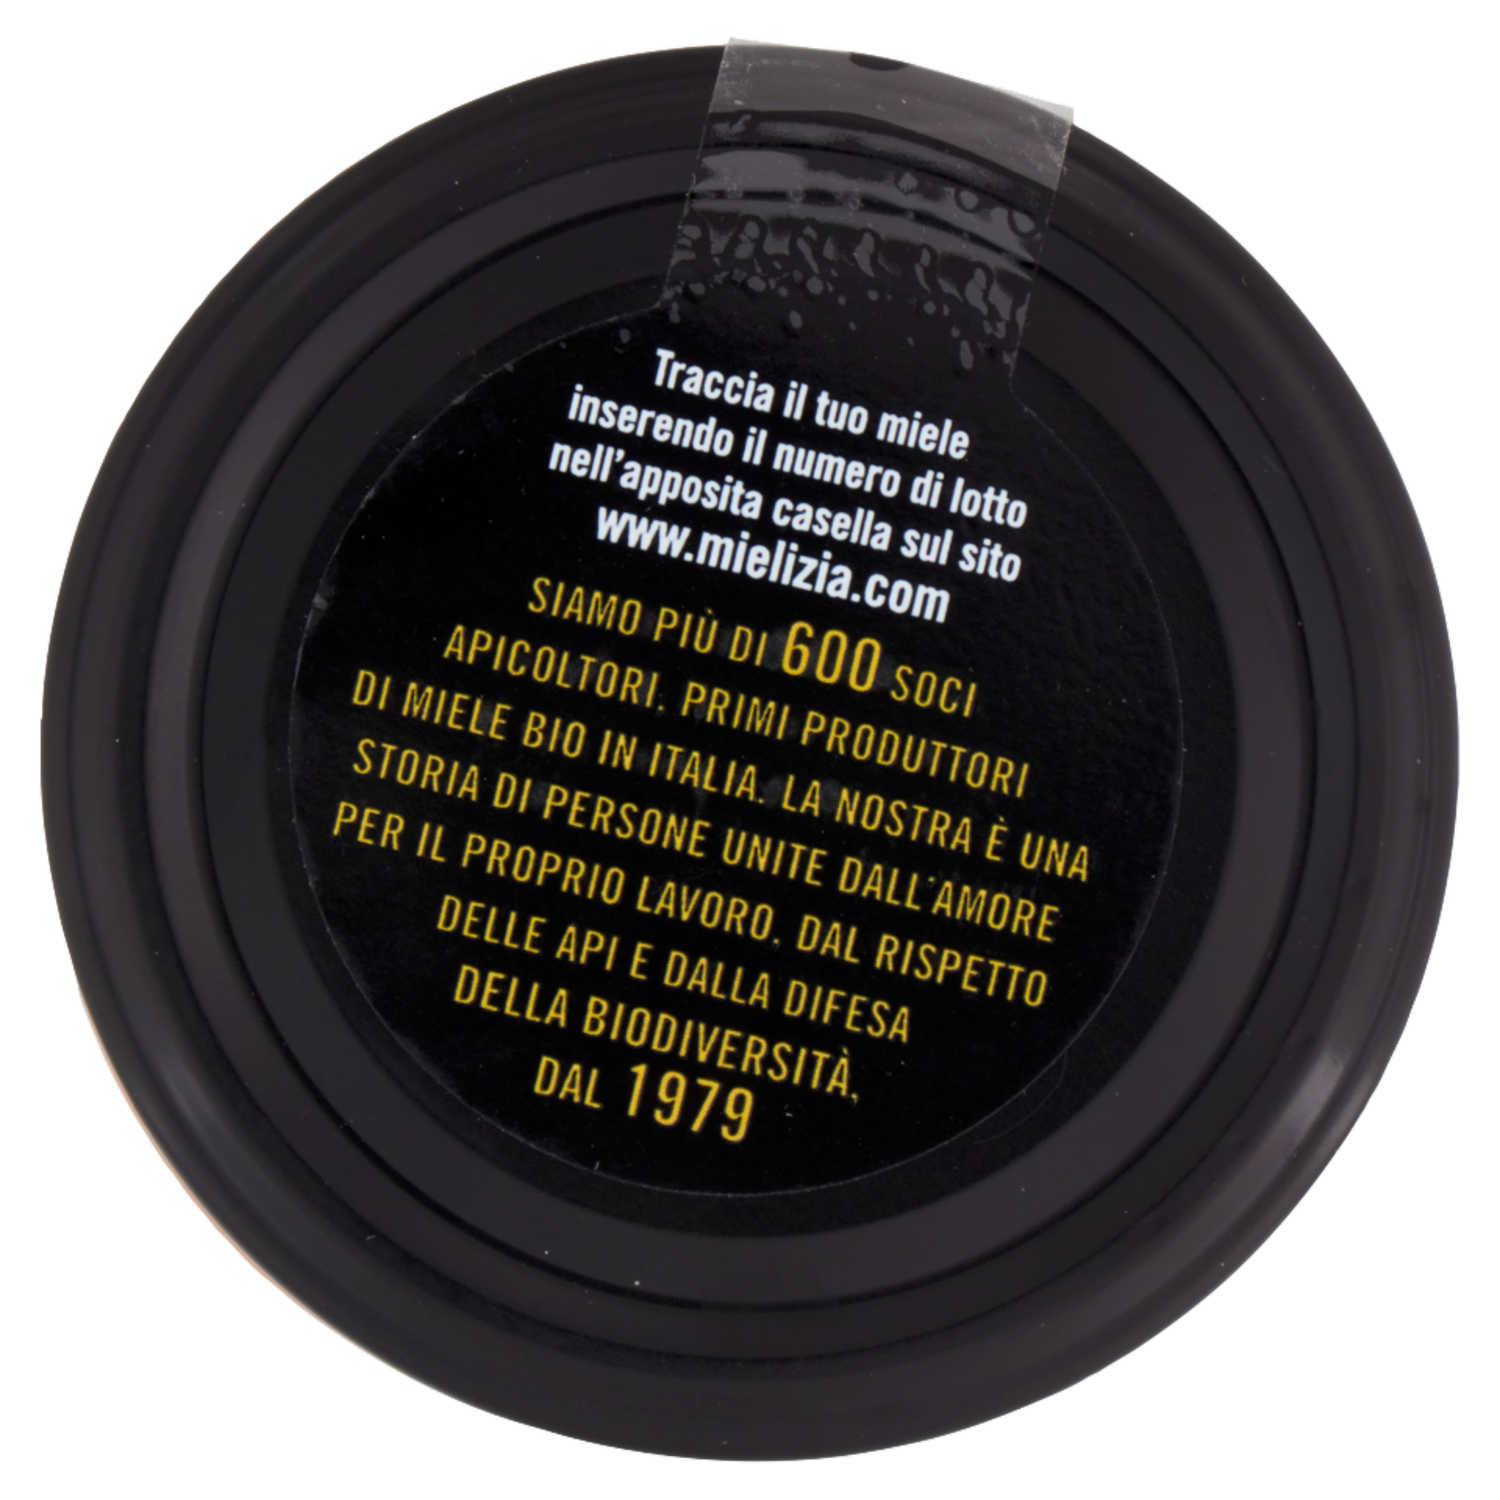 Traccia il tuo miele
inserendo il numero di lotto
nell'apposita casella sul sito
www.mielizia.com
SIAMO PIÙ DI 600 SOCI
APICOLTORI, PRIMI PRODUTTORI
DI MIELE BIO IN ITALIA. LA NOSTRA È UNA
STORIA DI PERSONE UNITE DALL'AMORE
PER IL PROPRIO LAVORO, DAL RISPETTO
DELLE API E DALLA DIFESA
DELLA BIODIVERSITÀ,
DAL 1979